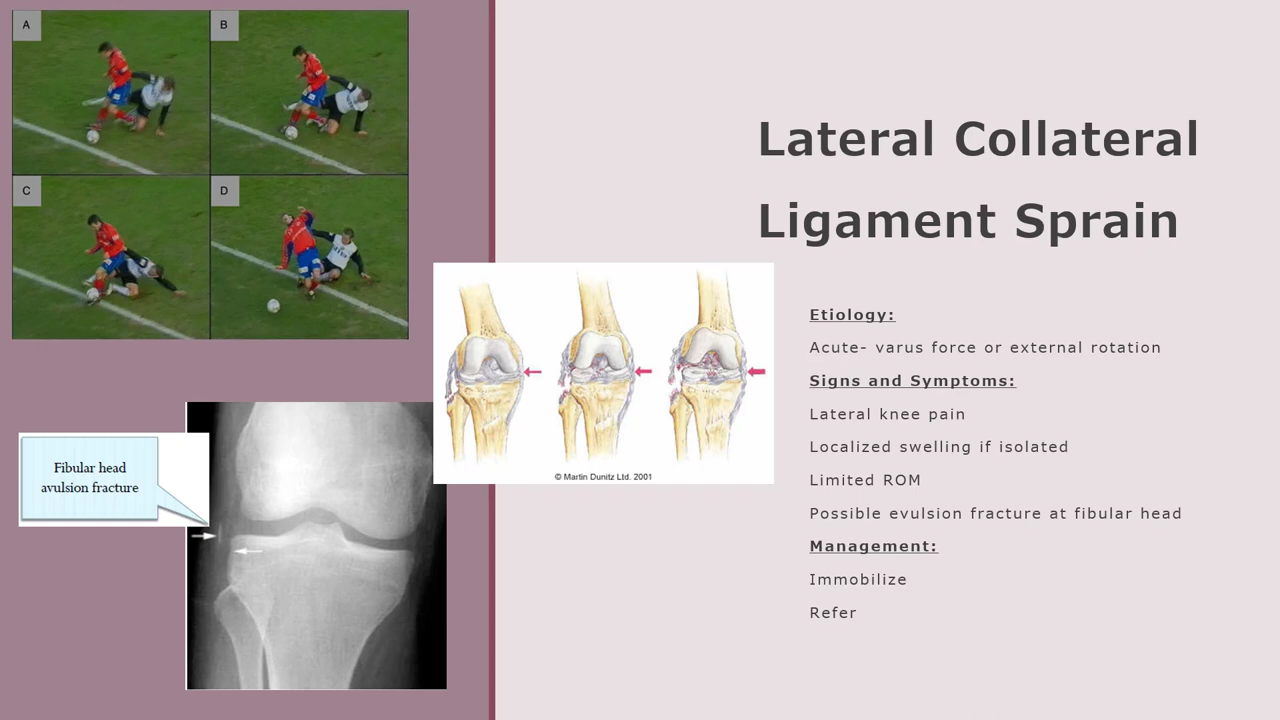 A
B
C
D
Lateral Collateral
Ligament Sprain
© Martin Dunitz Ltd. 2001
Fibular head
avulsion fracture
Etiology:
Acute- varus force or external rotation
Signs and Symptoms:
Lateral knee pain
Localized swelling if isolated
Limited ROM
Possible evulsion fracture at fibular head
Management:
Immobilize
Refer